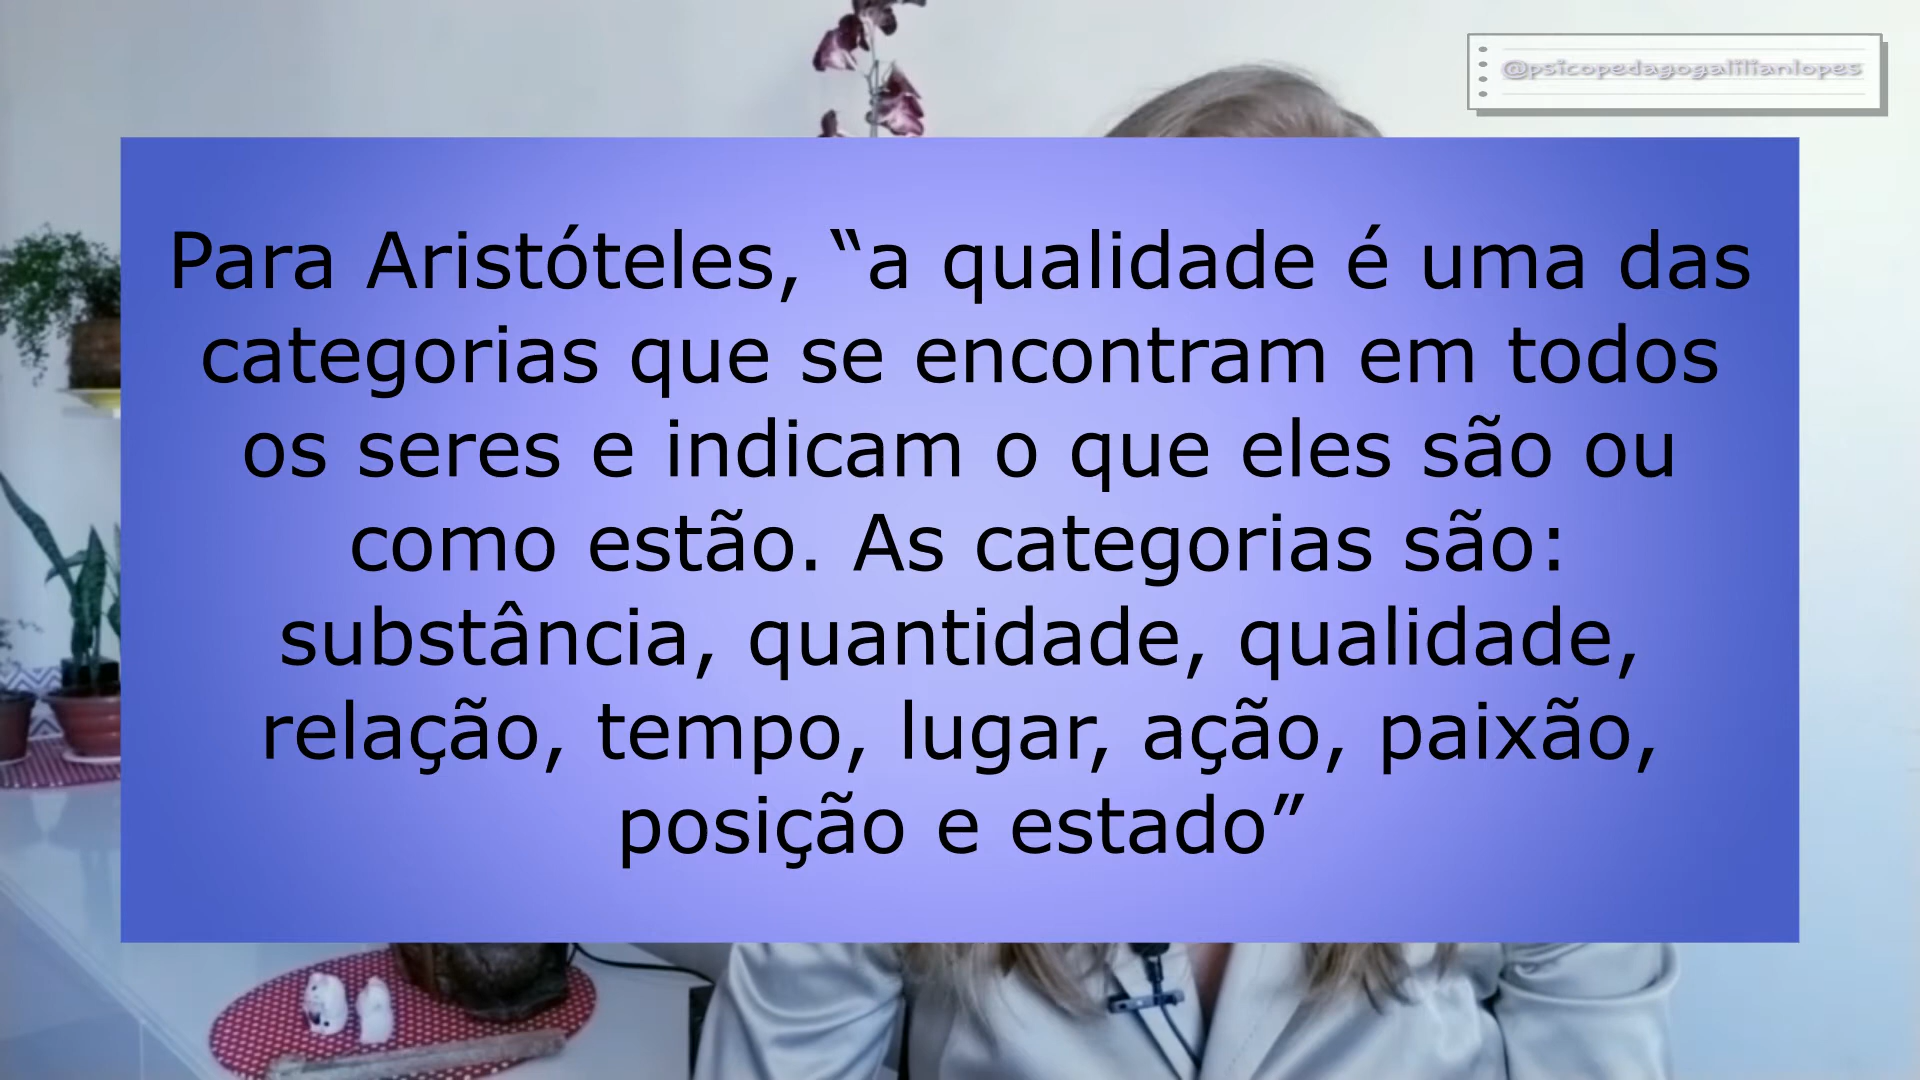 @psicopedagogalilianlopes
Para Aristóteles, “a qualidade é uma das
categorias que se encontram em todos
os seres e indicam o que eles são ou
como estão. As categorias são:
substância, quantidade, qualidade,
relação, tempo, lugar, ação, paixão,
posição e estado”